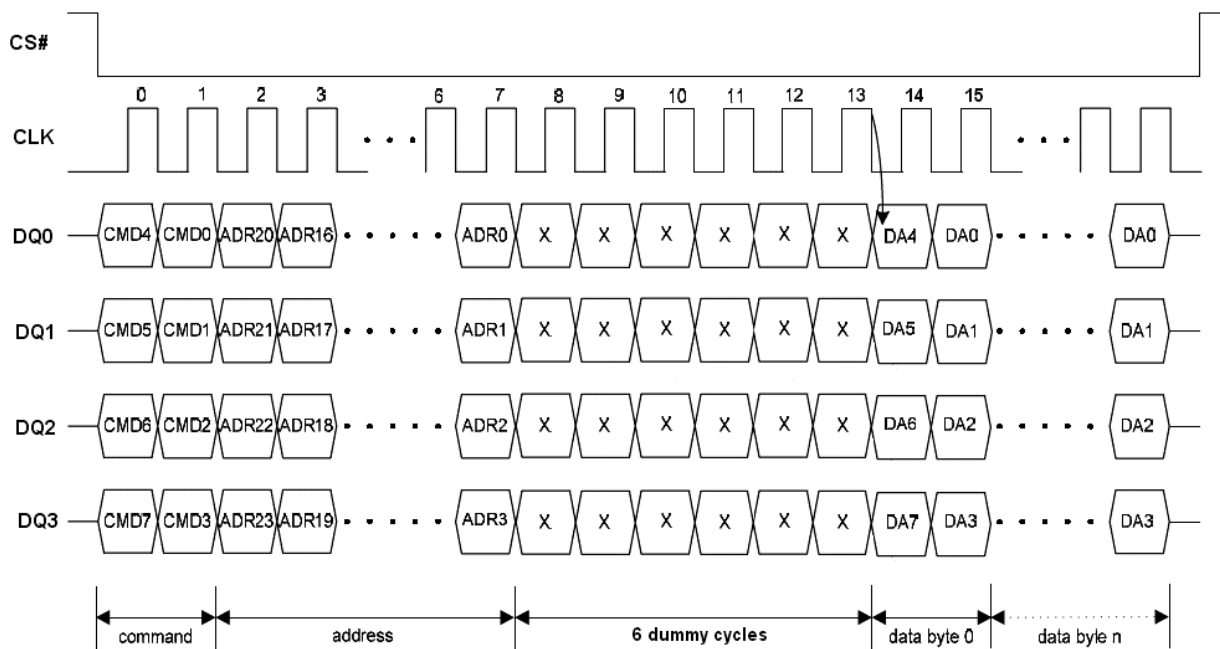 CS#
0 1 2 3 6 7 8 9 10 11 12 13 14 15
CLK
DQ0 CMD4 CMD0 ADR20 ADR16 ADR0 X X X X X X DA4 DA0 DA0
DQ1 CMD5 CMD1 ADR21 ADR17 ADR1 X X X X X X DA5 DA1 DA1
DQ2 CMD6 CMD2 ADR22 ADR18 ADR2 X X X X X X DA6 DA2 DA2
DQ3 CMD7 CMD3 ADR23 ADR19 ADR3 X X X X X X DA7 DA3 DA3
command address 6 dummy cycles data byte 0 data byle n